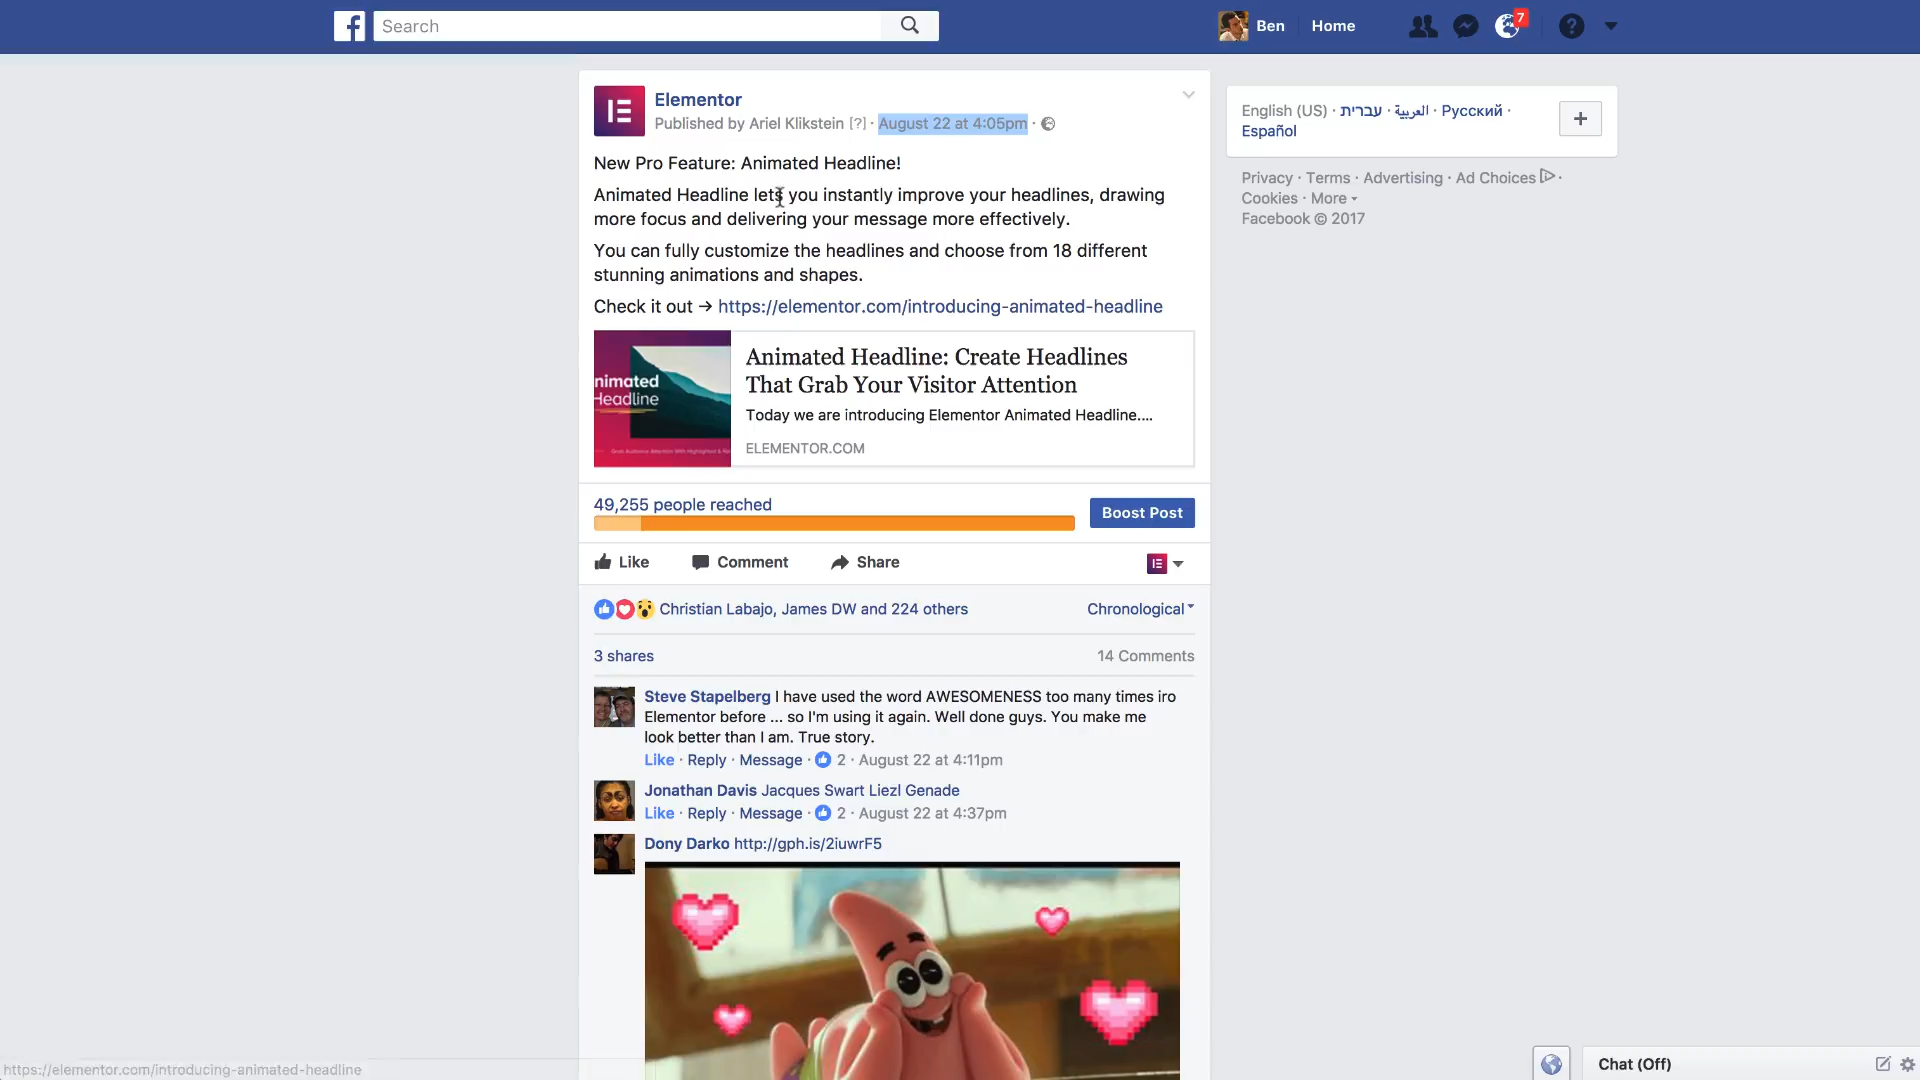 Search
Ben
Home
7
Elementor
Published by Ariel Klikstein [?] · August 22 at 4:05pm ·
New Pro Feature: Animated Headline!
Animated Headline lets you instantly improve your headlines, drawing
more focus and delivering your message more effectively.
You can fully customize the headlines and choose from 18 different
stunning animations and shapes.
Check it out → https://elementor.com/introducing-animated-headline
nimated
Headline
Animated Headline: Create Headlines
That Grab Your Visitor Attention
Today we are introducing Elementor Animated Headline....
ELEMENTOR.COM
49,255 people reached
Boost Post
Like
Comment
Share
Christian Labajo, James DW and 224 others
Chronological
3 shares
14 Comments
Steve Stapelberg I have used the word AWESOMENESS too many times iro
Elementor before ... so I'm using it again. Well done guys. You make me
look better than I am. True story.
Like · Reply · Message · 2 · August 22 at 4:11pm
Jonathan Davis Jacques Swart Liezl Genade
Like · Reply · Message · 2 · August 22 at 4:37pm
Dony Darko http://gph.is/2iuwrF5
English (US) · עברית · العربية · Русский ·
Español
+
Privacy · Terms · Advertising · Ad Choices ·
Cookies · More
Facebook © 2017
https://elementor.com/introducing-animated-headline
Chat (Off)